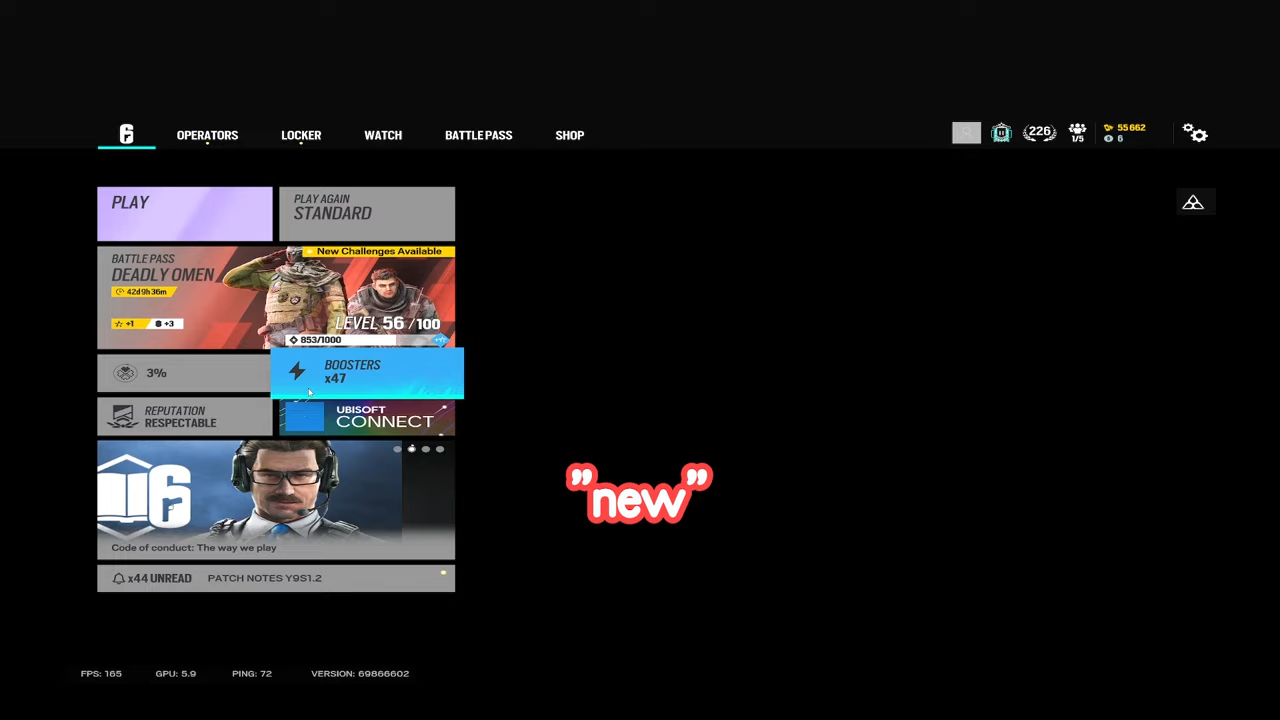 OPERATORS
LOCKER
WATCH
BATTLE PASS
SHOP
226
1/5
55 662
6
PLAY
PLAY AGAIN
STANDARD
New Challenges Available
BATTLE PASS
DEADLY OMEN
42d9h36m
+1
+3
LEVEL 56 /100
853/1000
3%
BOOSTERS
x47
REPUTATION
RESPECTABLE
UBISOFT
CONNECT
6
Code of conduct: The way we play
x44 UNREAD PATCH NOTES Y9S1.2
"new"
FPS: 165 GPU: 5.9 PING: 72 VERSION: 69866602